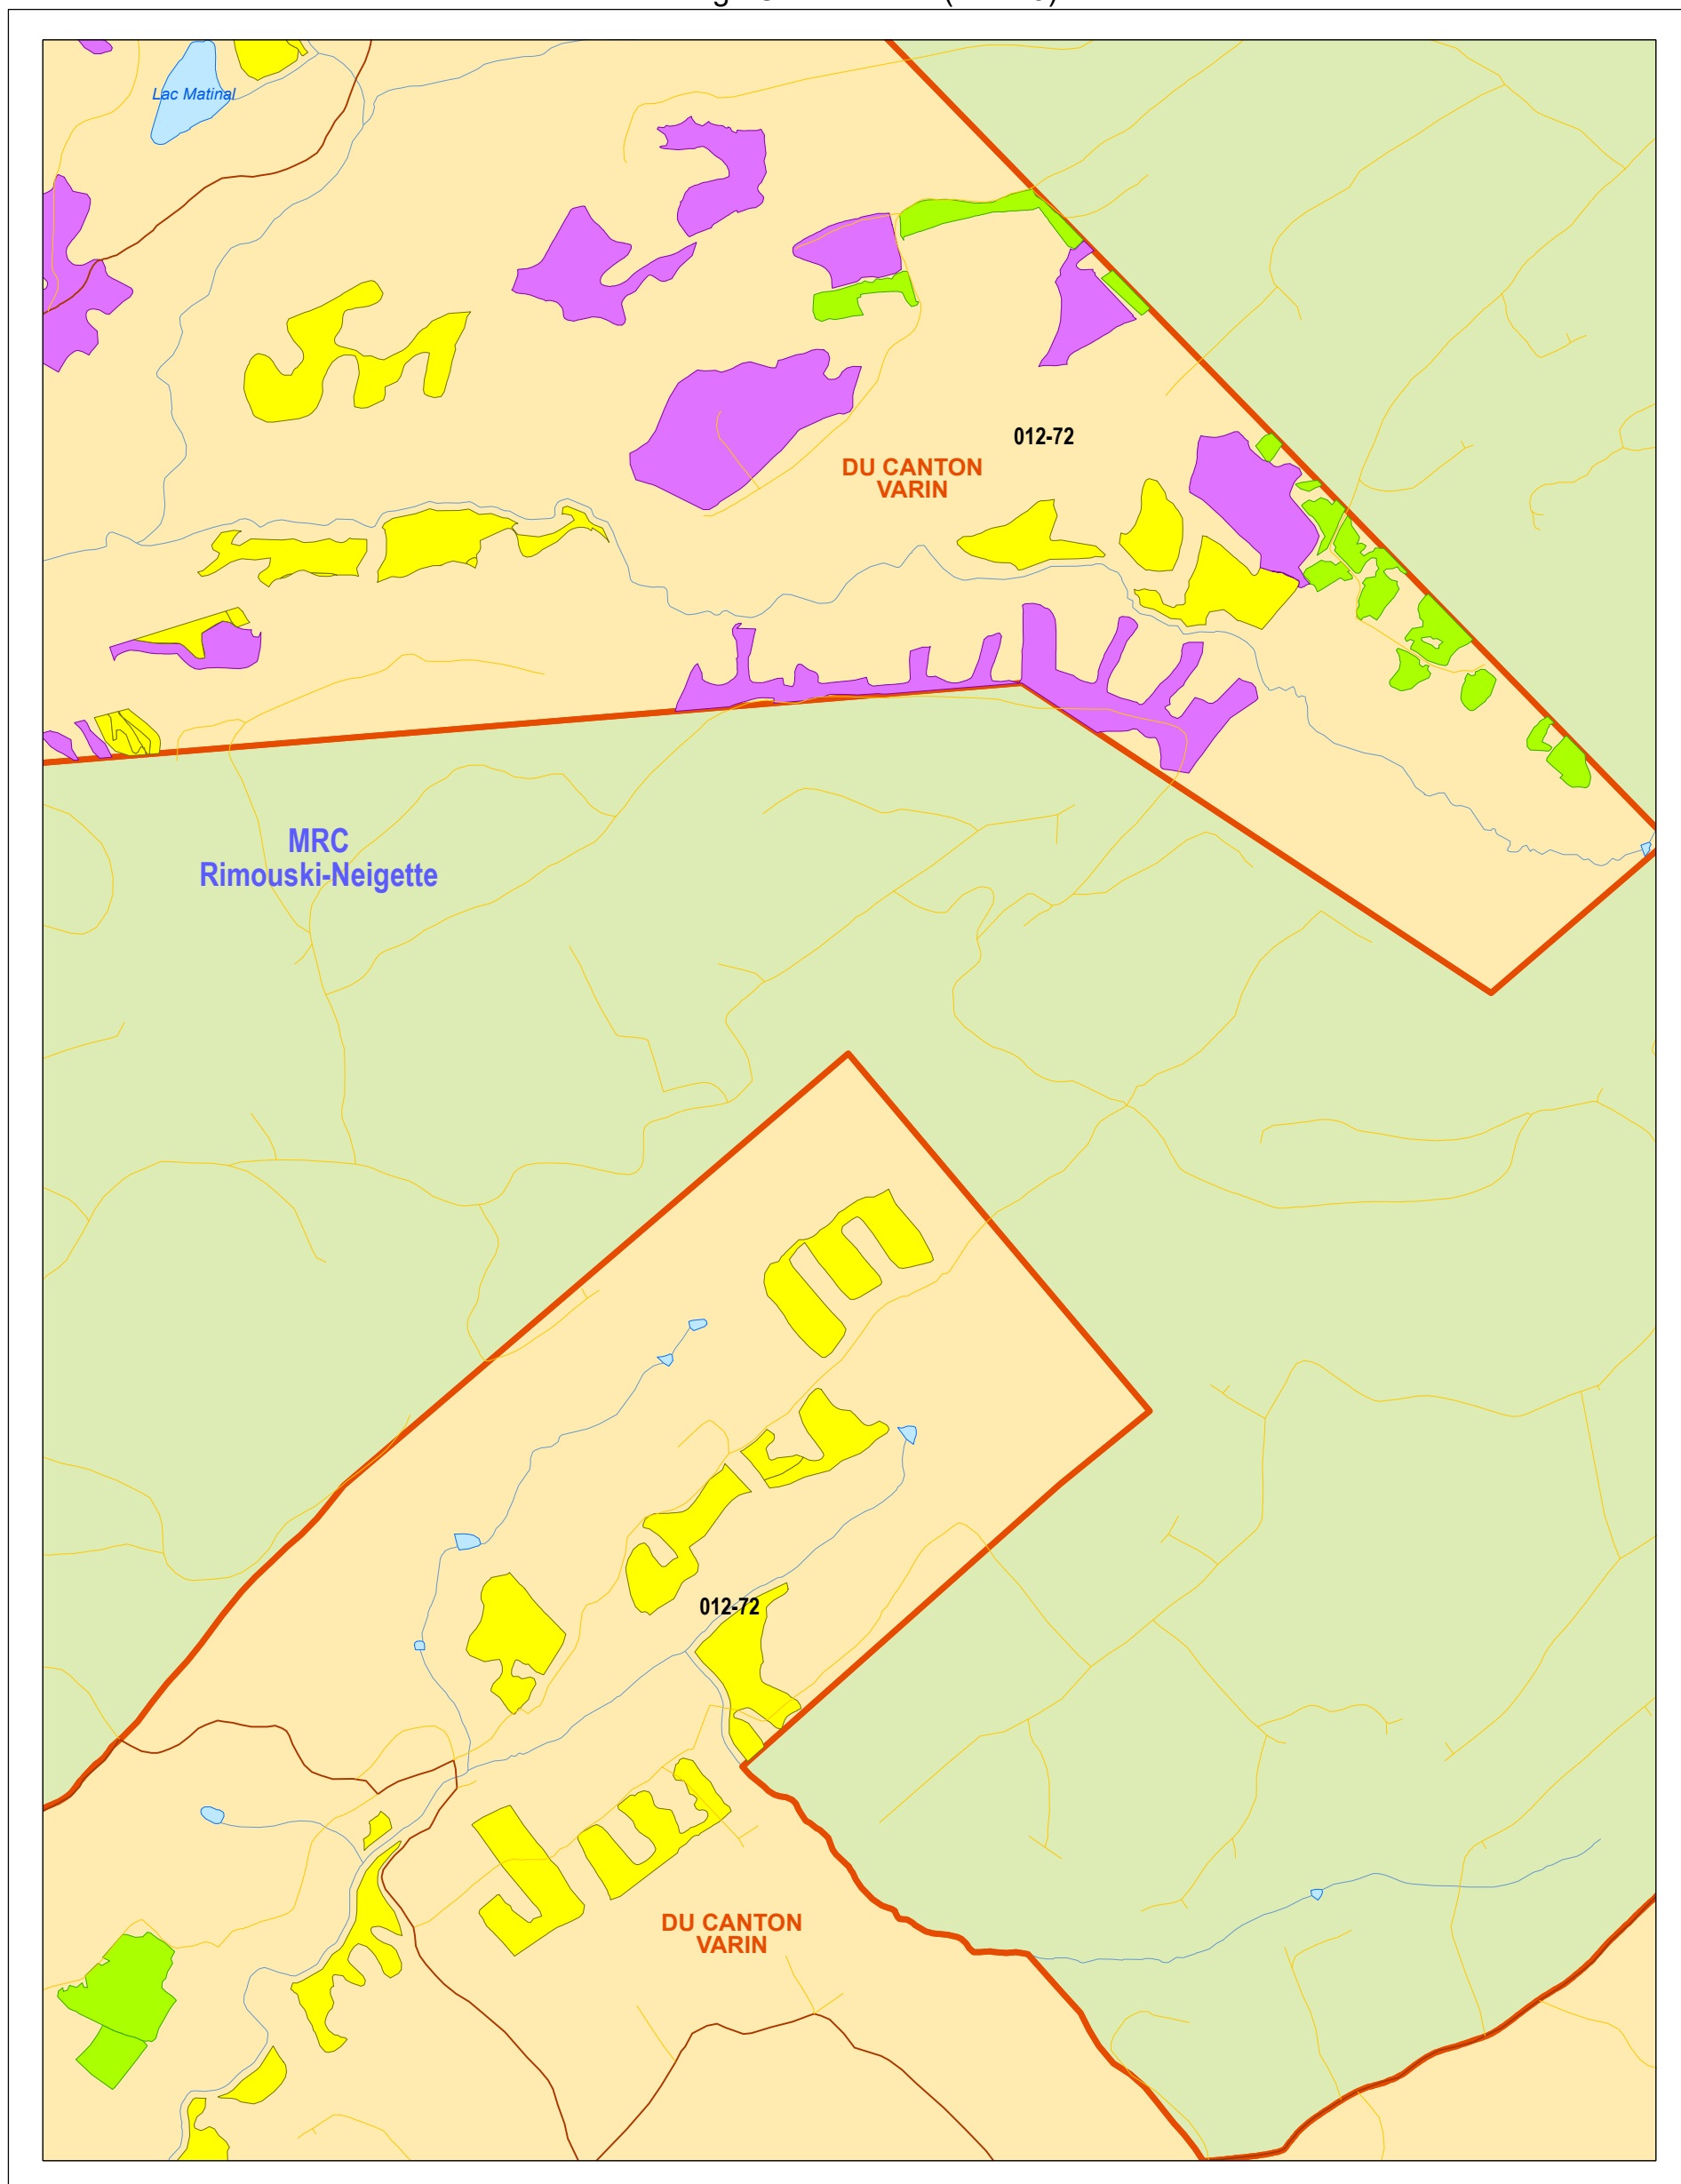 Lac Matinal
012-72
DU CANTON
VARIN
MRC
Rimouski-Neigette
012-72
DU CANTON
VARIN